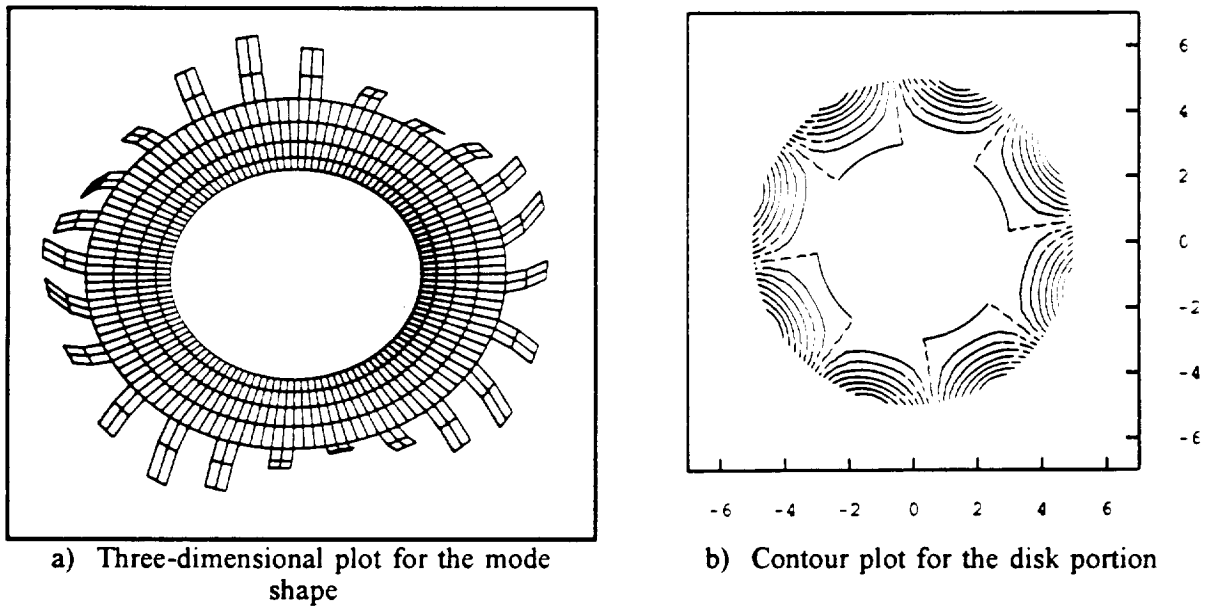 6
4
2
0
-2
-4
-6
-6 -4 -2 0 2 4 6
a) Three-dimensional plot for the mode
shape
b) Contour plot for the disk portion